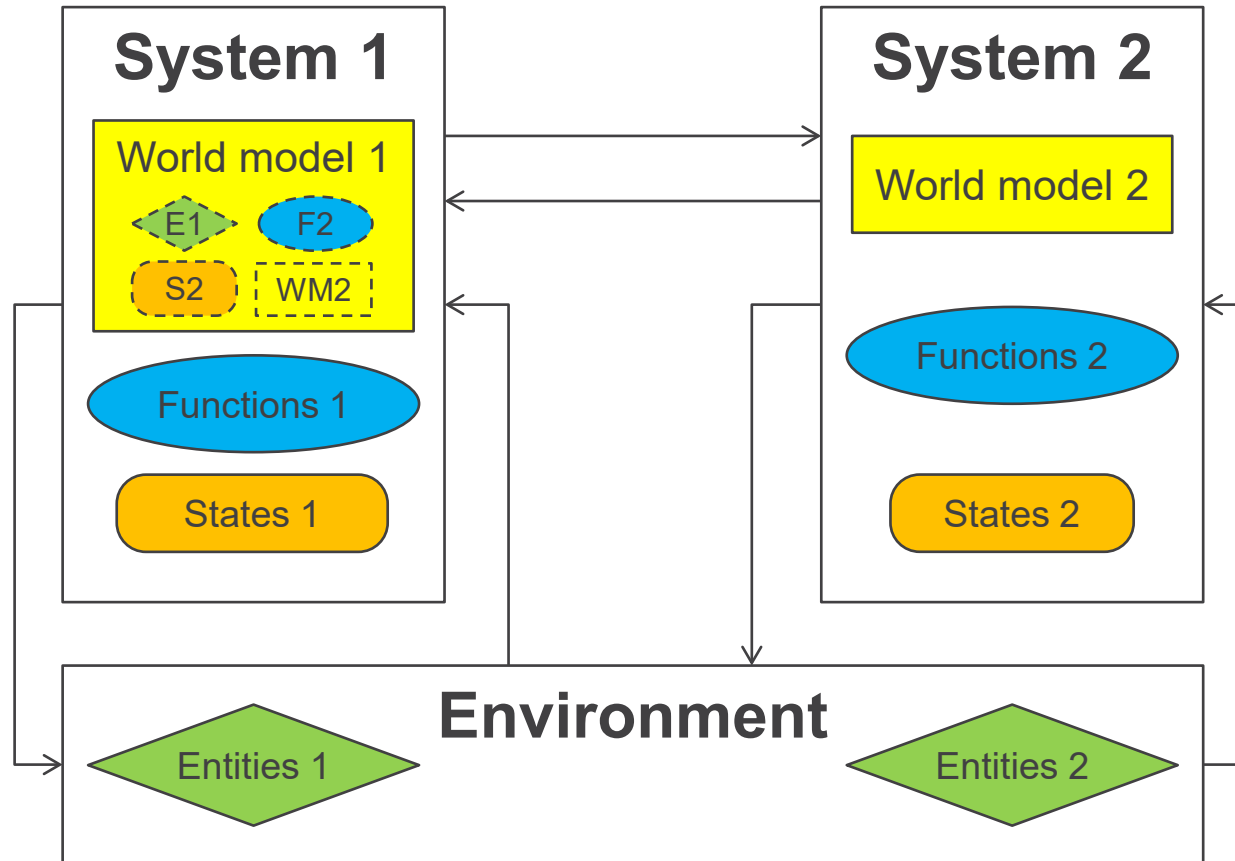 System 1
World model 1
E1
F2
S2
WM2
Functions 1
States 1
System 2
World model 2
Functions 2
States 2
Environment
Entities 1
Entities 2